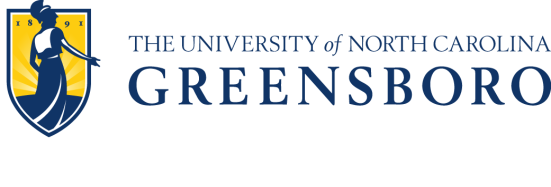 1891
THE UNIVERSITY of NORTH CAROLINA
GREENSBORO